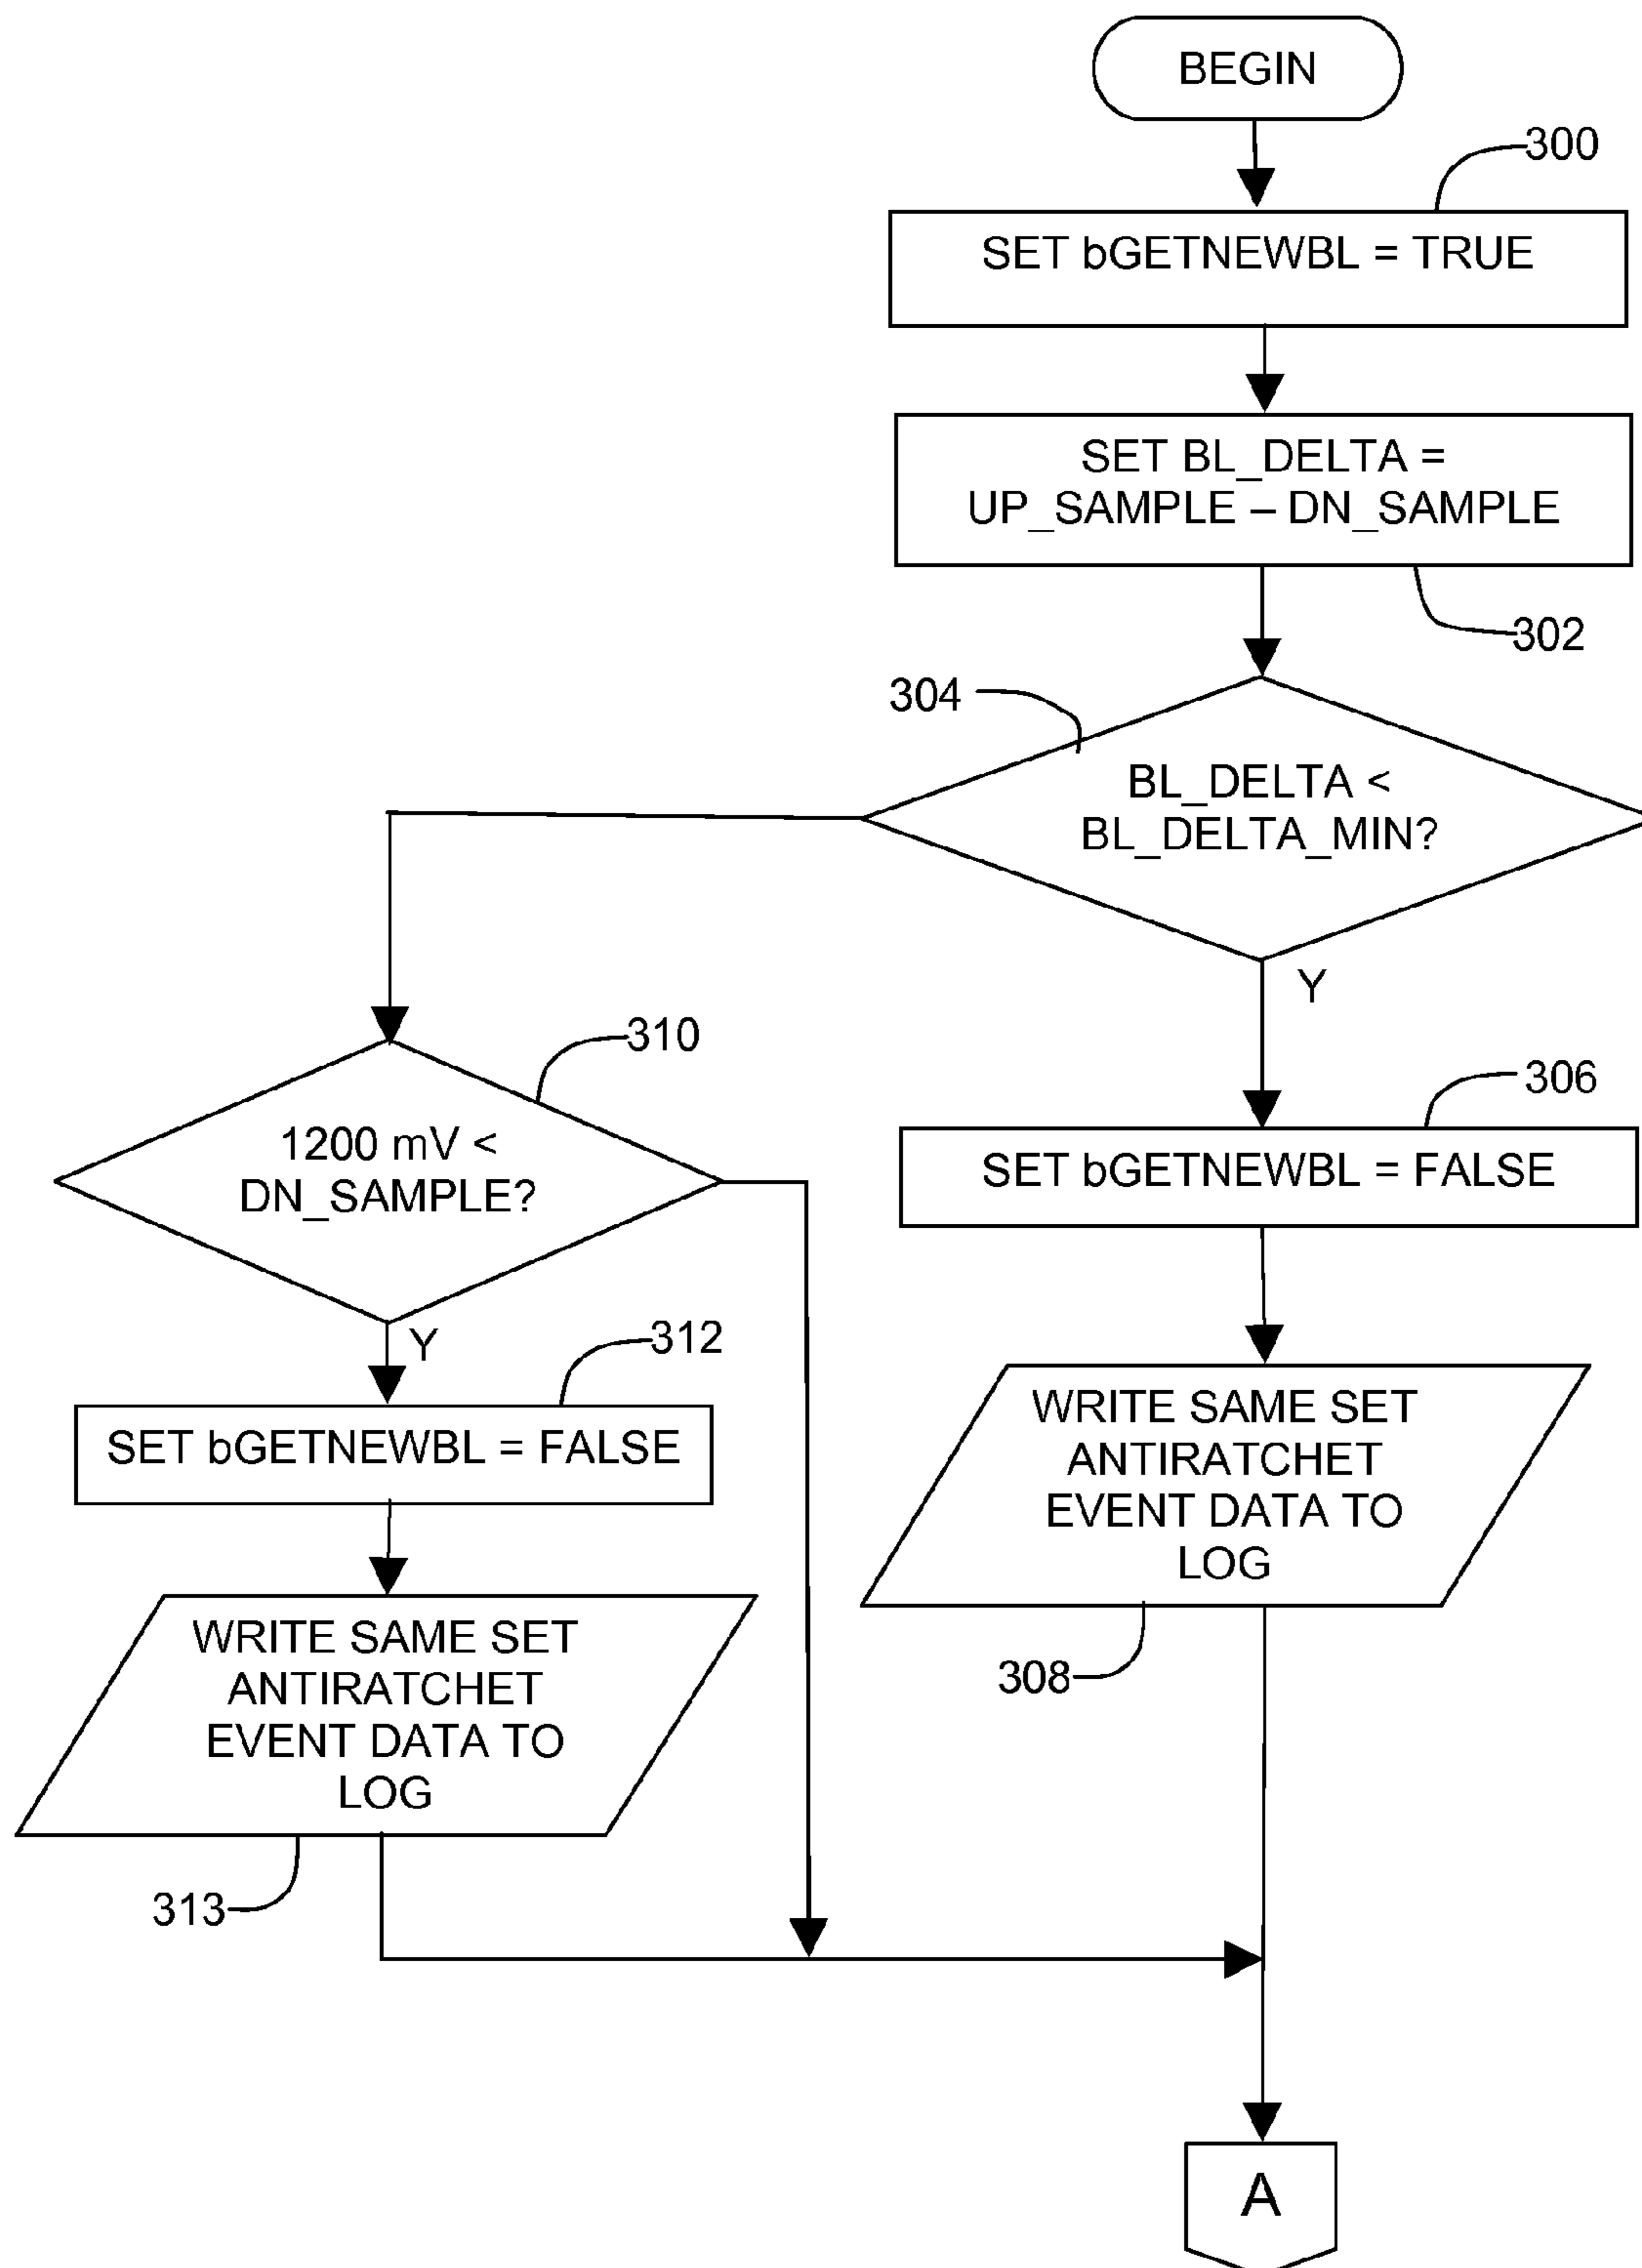 BEGIN
300
SET bGETNEWBL = TRUE
SET BL_DELTA =
UP_SAMPLE – DN_SAMPLE
302
304
BL_DELTA <
BL_DELTA_MIN?
Y
310
1200 mV <
DN_SAMPLE?
306
SET bGETNEWBL = FALSE
Y
312
SET bGETNEWBL = FALSE
WRITE SAME SET
ANTIRATCHET
EVENT DATA TO
LOG
308
WRITE SAME SET
ANTIRATCHET
EVENT DATA TO
LOG
313
A